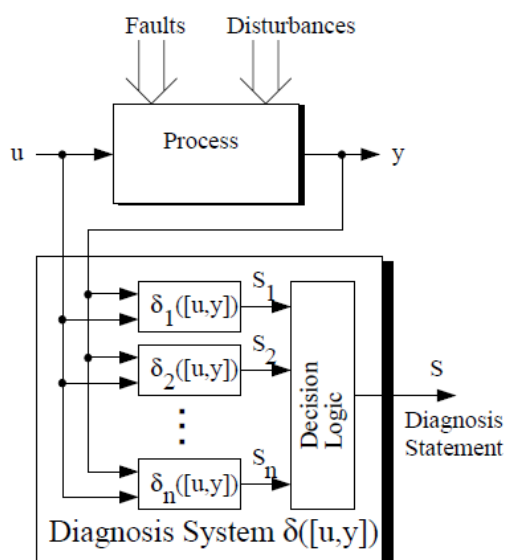 Faults Disturbances
Process
u y
δ1([u,y]) S1
δ2([u,y]) S2
δn([u,y]) Sn
Decision
Logic
S
Diagnosis
Statement
Diagnosis System δ([u,y])